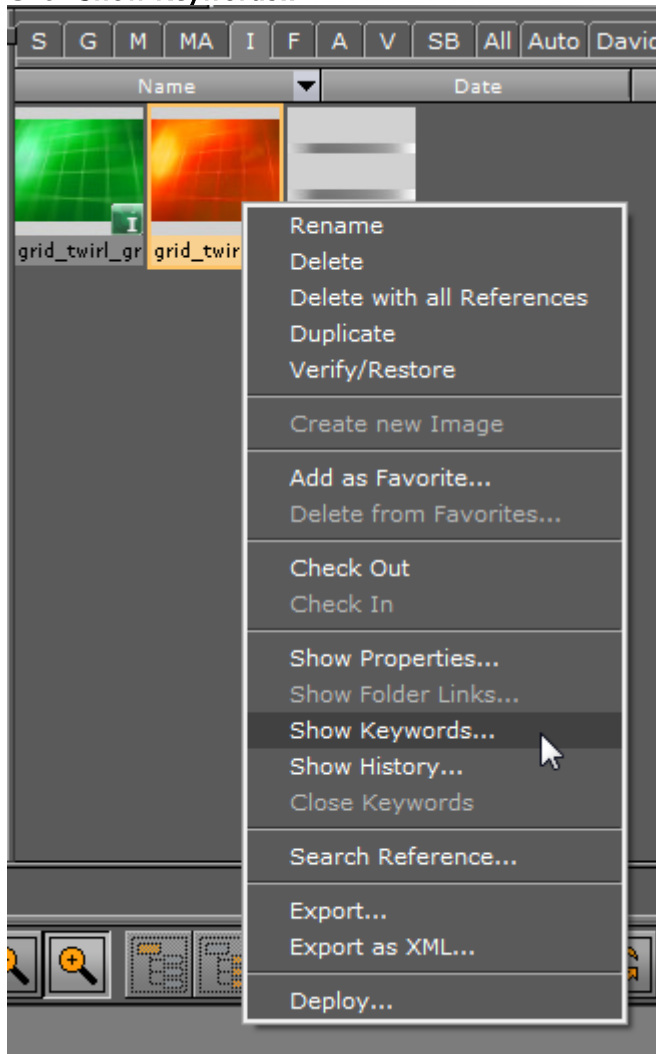 S G M MA I F A V SB All Auto
Name Date
I
grid_twirl_gr grid_twir
Rename
Delete
Delete with all References
Duplicate
Verify/Restore
Create new Image
Add as Favorite...
Delete from Favorites...
Check Out
Check In
Show Properties...
Show Folder Links...
Show Keywords...
Show History...
Close Keywords
Search Reference...
Export...
Export as XML...
Deploy...